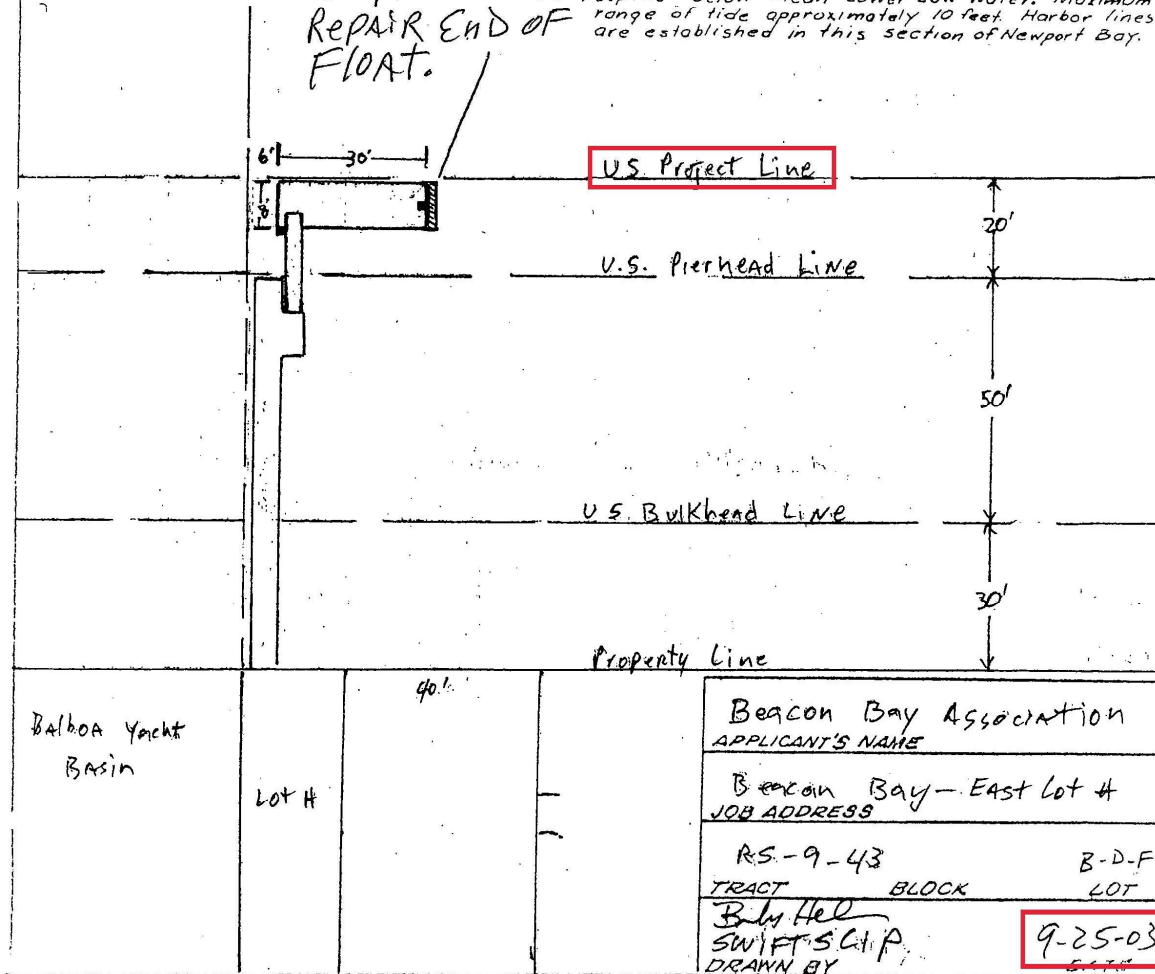 REPAIR END OF
FLOAT.
range of tide approximately 10 feet. Harbor lines
are established in this section of Newport Bay.
6'
30'
8'
U.S. Project Line
20'
U.S. Pierhead Line
50'
U.S. Bulkhead Line
30'
Property Line
40'
Balboa Yacht
Basin
Lot H
Beacon Bay Association
APPLICANT'S NAME
Beacon Bay - East Lot H
JOB ADDRESS
RS-9-43 B-D-F
TRACT BLOCK LOT
SWIFT SLIP
DRAWN BY
9-25-03